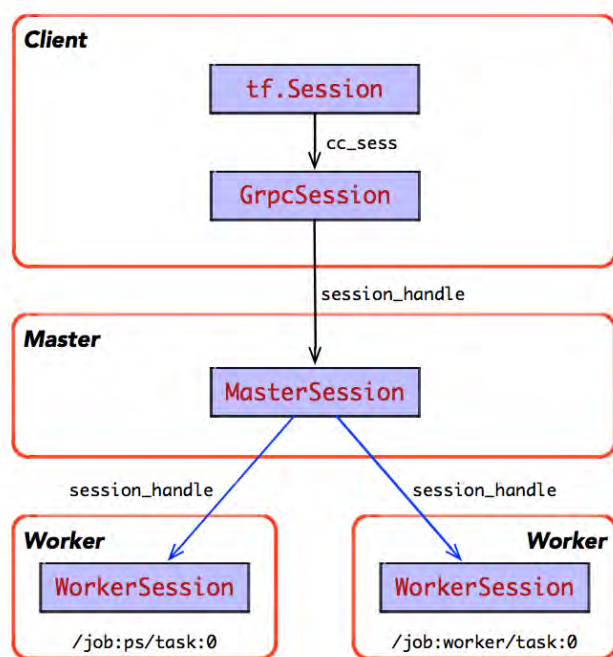 Client
tf.Session
cc_sess
GrpcSession
session_handle
Master
MasterSession
session_handle
session_handle
Worker
Worker
WorkerSession
WorkerSession
/job:ps/task:0
/job:worker/task:0